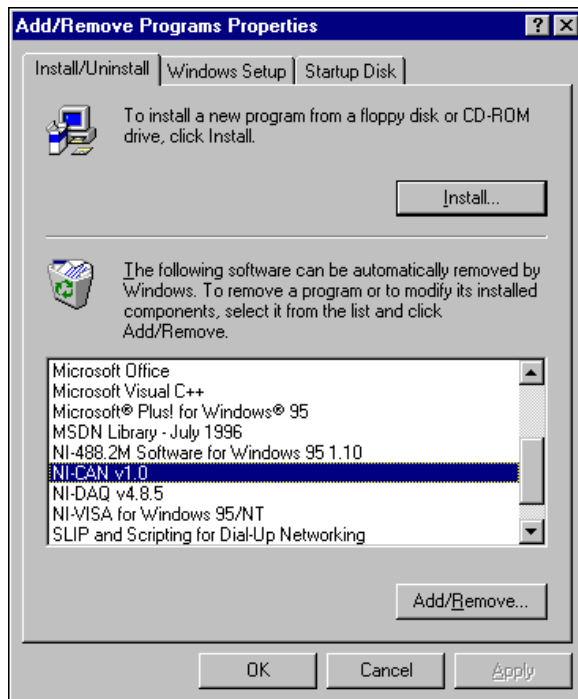 Add/Remove Programs Properties
Install/Uninstall Windows Setup Startup Disk
To install a new program from a floppy disk or CD-ROM
drive, click Install.
Install...
The following software can be automatically removed by
Windows. To remove a program or to modify its installed
components, select it from the list and click
Add/Remove.
Microsoft Office
Microsoft Visual C++
Microsoft® Plus! for Windows® 95
MSDN Library - July 1996
NI-488.2M Software for Windows 95 1.10
NI-CAN v1.0
NI-DAQ v4.8.5
NI-VISA for Windows 95/NT
SLIP and Scripting for Dial-Up Networking
Add/Remove...
OK Cancel Apply